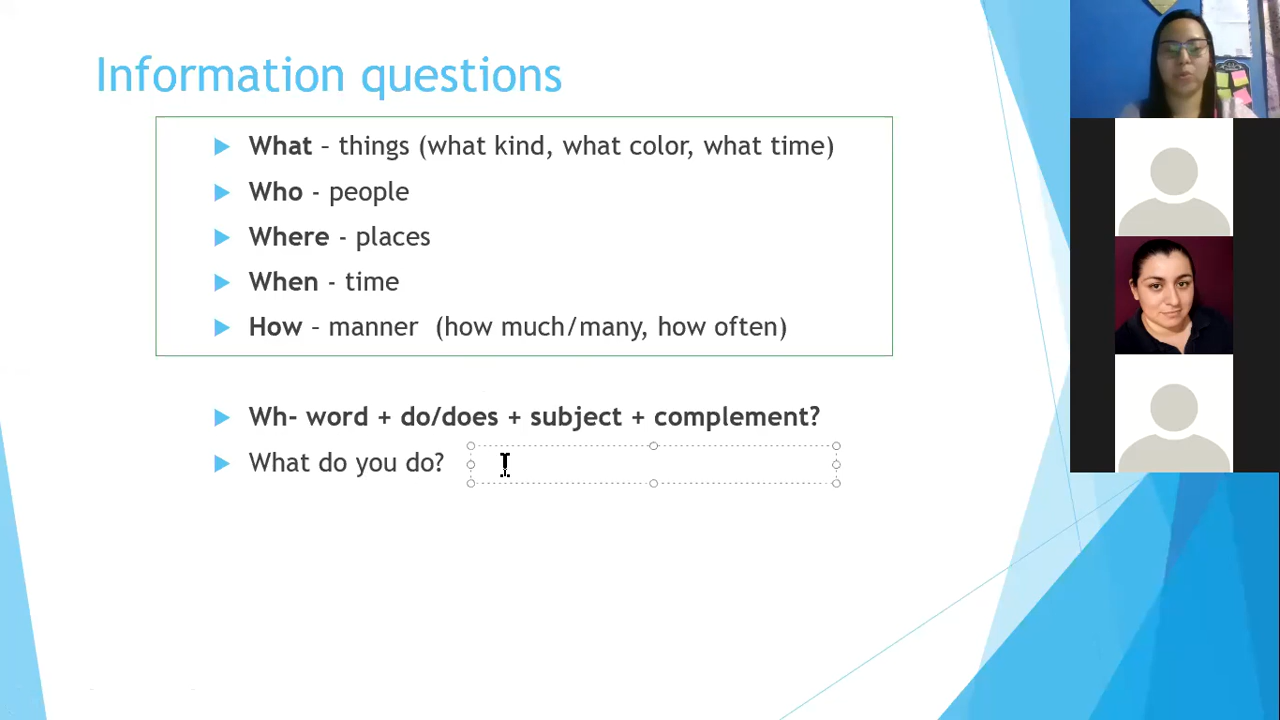 Information questions
What – things (what kind, what color, what time)
Who - people
Where - places
When - time
How – manner (how much/many, how often)
Wh- word + do/does + subject + complement?
What do you do?